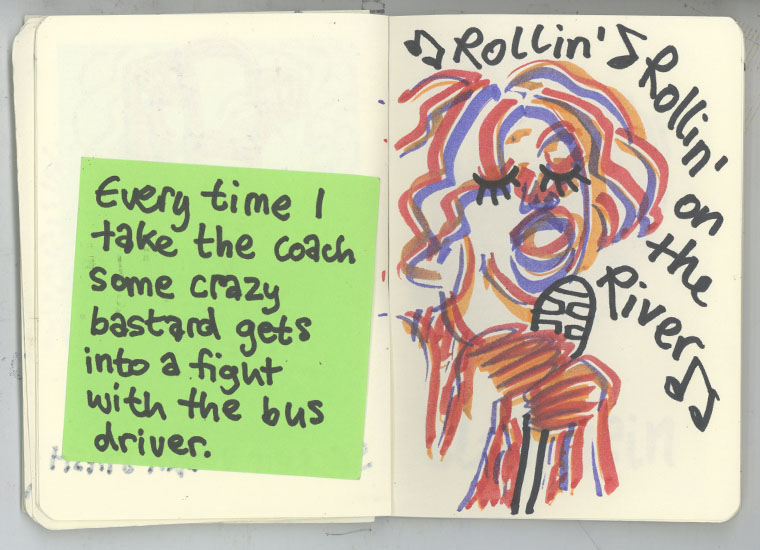 Every time I
take the coach
some crazy
bastard gets
into a fight
with the bus
driver.
♫ Rollin' ♫ Rollin' on the River ♫